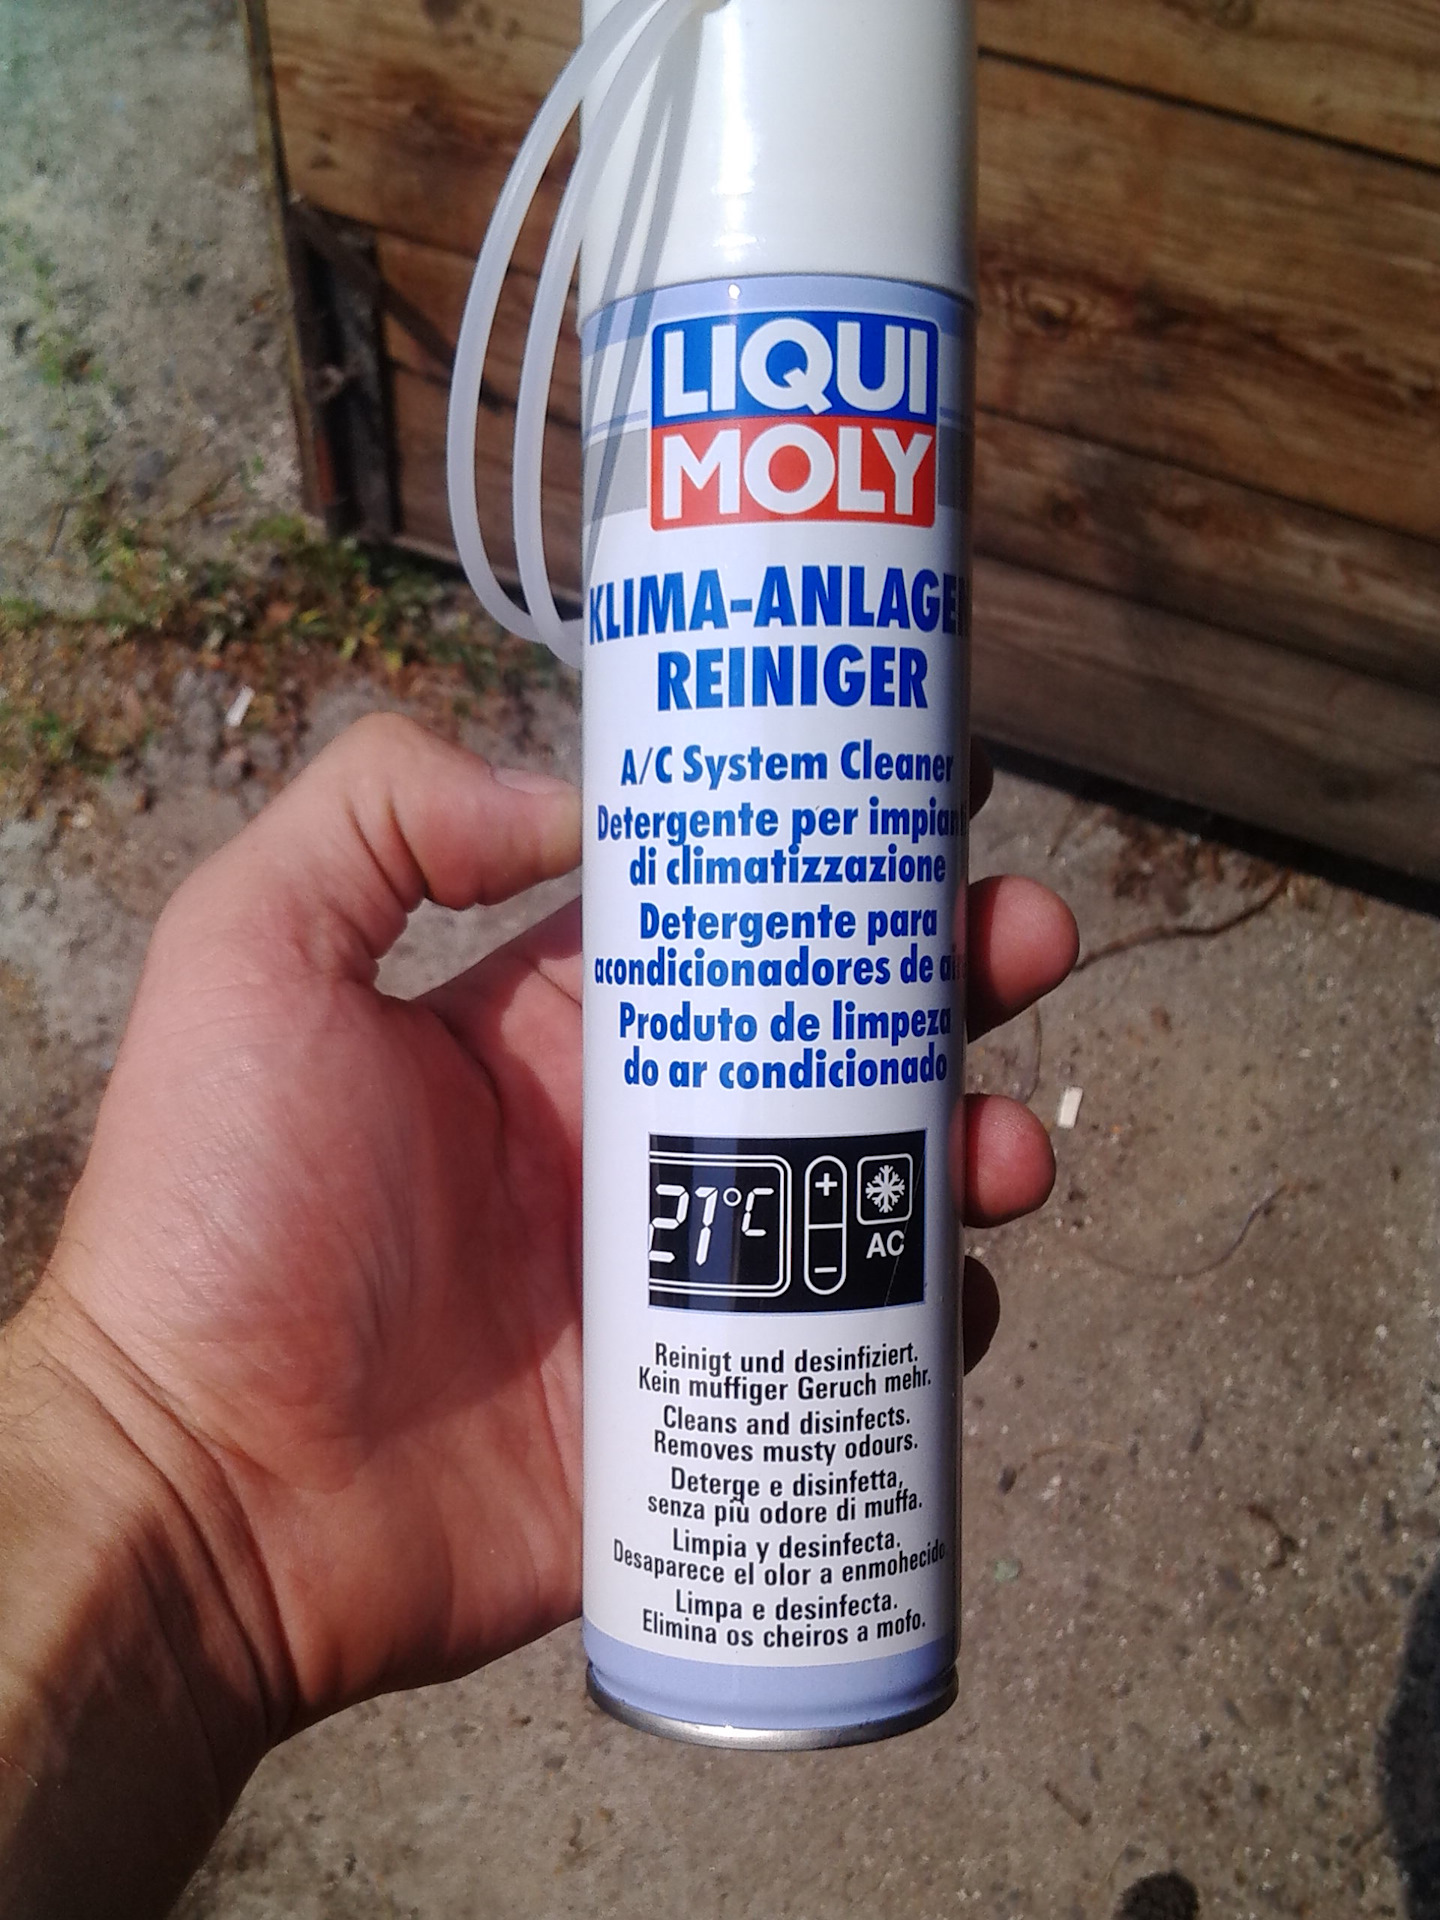 LIQUI
MOLY
KLIMA-ANLAGEN
REINIGER
A/C System Cleaner
Detergente per impianti
di climatizzazione
Detergente para
acondicionadores de aire
Produto de limpeza
do ar condicionado
21°C
+
-
AC
Reinigt und desinfiziert.
Kein muffiger Geruch mehr.
Cleans and disinfects.
Removes musty odours.
Deterge e disinfetta,
senza più odore di muffa.
Limpia y desinfecta.
Desaparece el olor a enmohecido.
Limpa e desinfecta.
Elimina os cheiros a mofo.